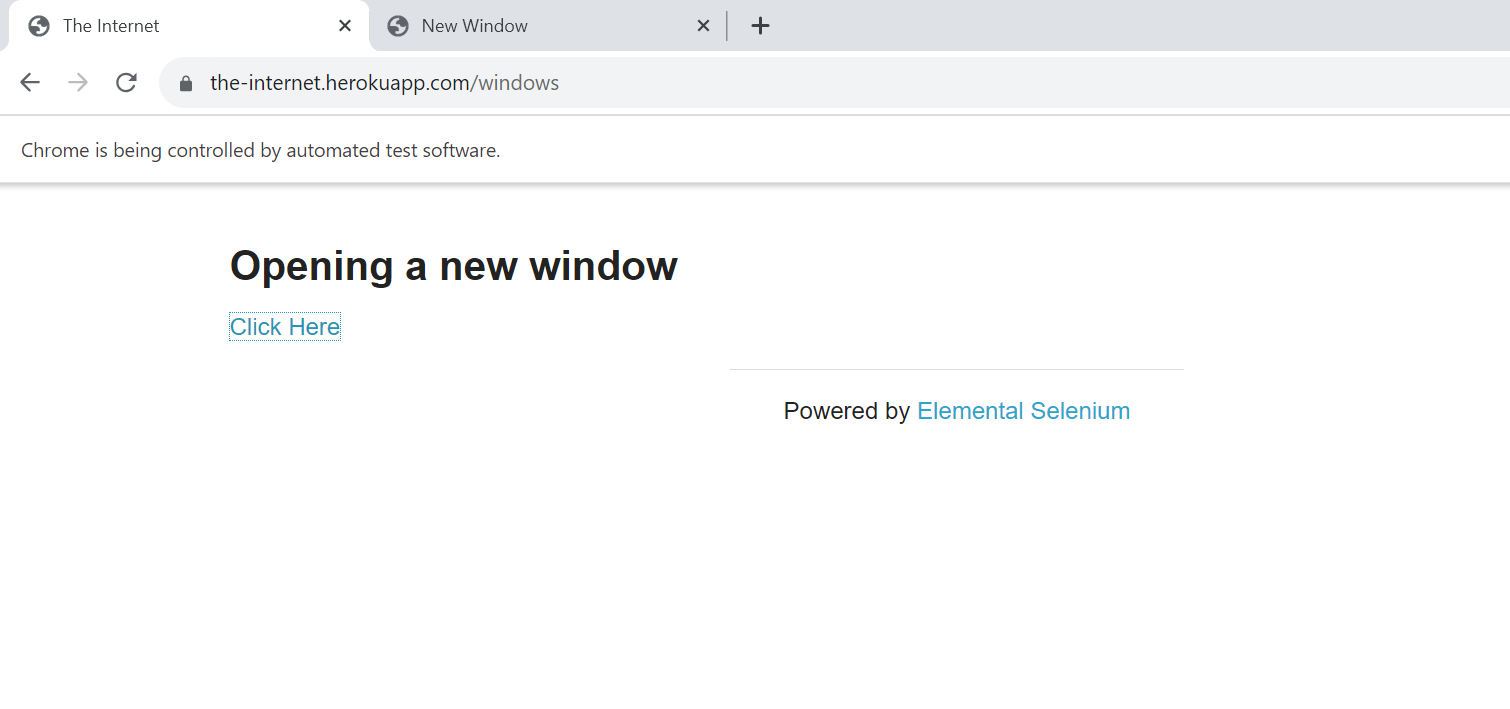 The Internet
New Window
the-internet.herokuapp.com/windows
Chrome is being controlled by automated test software.
Opening a new window
Click Here
Powered by Elemental Selenium